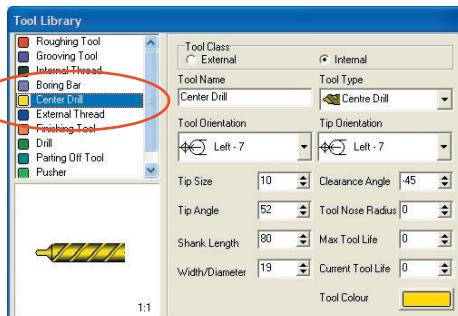 Tool Library
Roughing Tool
Grooving Tool
Internal Thread
Boring Bar
Center Drill
External Thread
Finishing Tool
Drill
Parting Off Tool
Pusher
1:1
Tool Class
External
Internal
Tool Name
Tool Type
Center Drill
Centre Drill
Tool Orientation
Tip Orientation
Left - 7
Left - 7
Tip Size 10 Clearance Angle -45
Tip Angle 52 Tool Nose Radius 0
Shank Length 80 Max Tool Life 0
Width/Diameter 19 Current Tool Life 0
Tool Colour